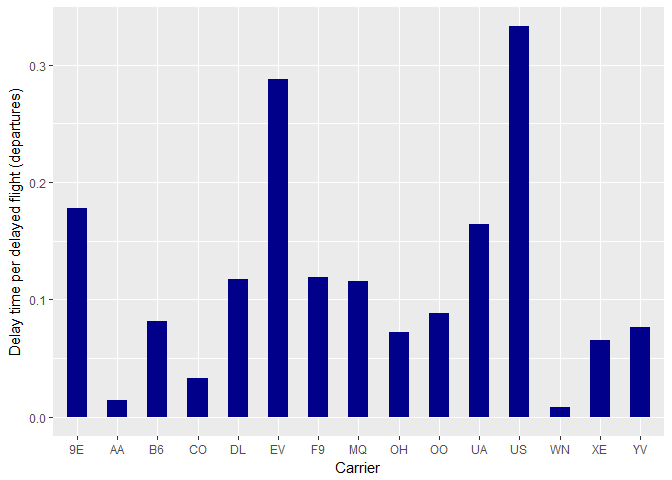 Delay time per delayed flight (departures)
0.3
0.2
0.1
0.0
9E AA B6 CO DL EV F9 MQ OH OO UA US WN XE YV
Carrier